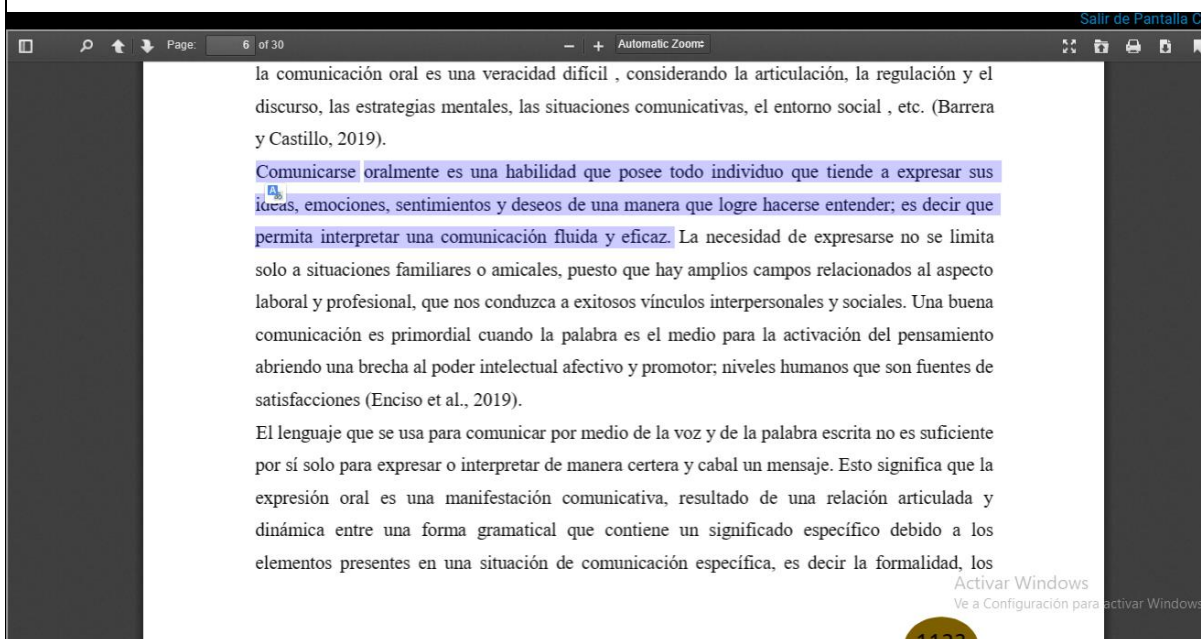 Salir de Pantalla C
Page: 6 of 30 Automatic Zoom
la comunicación oral es una veracidad difícil , considerando la articulación, la regulación y el
discurso, las estrategias mentales, las situaciones comunicativas, el entorno social , etc. (Barrera
y Castillo, 2019).
Comunicarse oralmente es una habilidad que posee todo individuo que tiende a expresar sus
ideas, emociones, sentimientos y deseos de una manera que logre hacerse entender; es decir que
permita interpretar una comunicación fluida y eficaz. La necesidad de expresarse no se limita
solo a situaciones familiares o amicales, puesto que hay amplios campos relacionados al aspecto
laboral y profesional, que nos conduzca a exitosos vínculos interpersonales y sociales. Una buena
comunicación es primordial cuando la palabra es el medio para la activación del pensamiento
abriendo una brecha al poder intelectual afectivo y promotor; niveles humanos que son fuentes de
satisfacciones (Enciso et al., 2019).
El lenguaje que se usa para comunicar por medio de la voz y de la palabra escrita no es suficiente
por sí solo para expresar o interpretar de manera certera y cabal un mensaje. Esto significa que la
expresión oral es una manifestación comunicativa, resultado de una relación articulada y
dinámica entre una forma gramatical que contiene un significado específico debido a los
elementos presentes en una situación de comunicación específica, es decir la formalidad, los
Activar Windows
Ve a Configuración para activar Windows